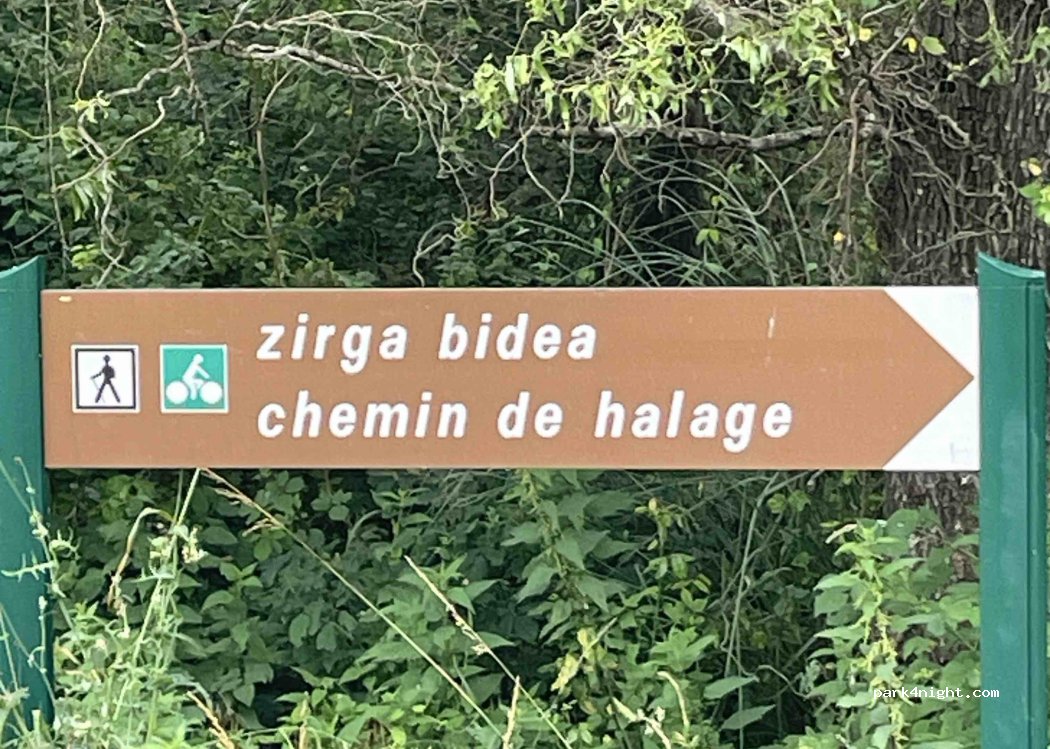 zirga bidea
chemin de halage
park4night.com